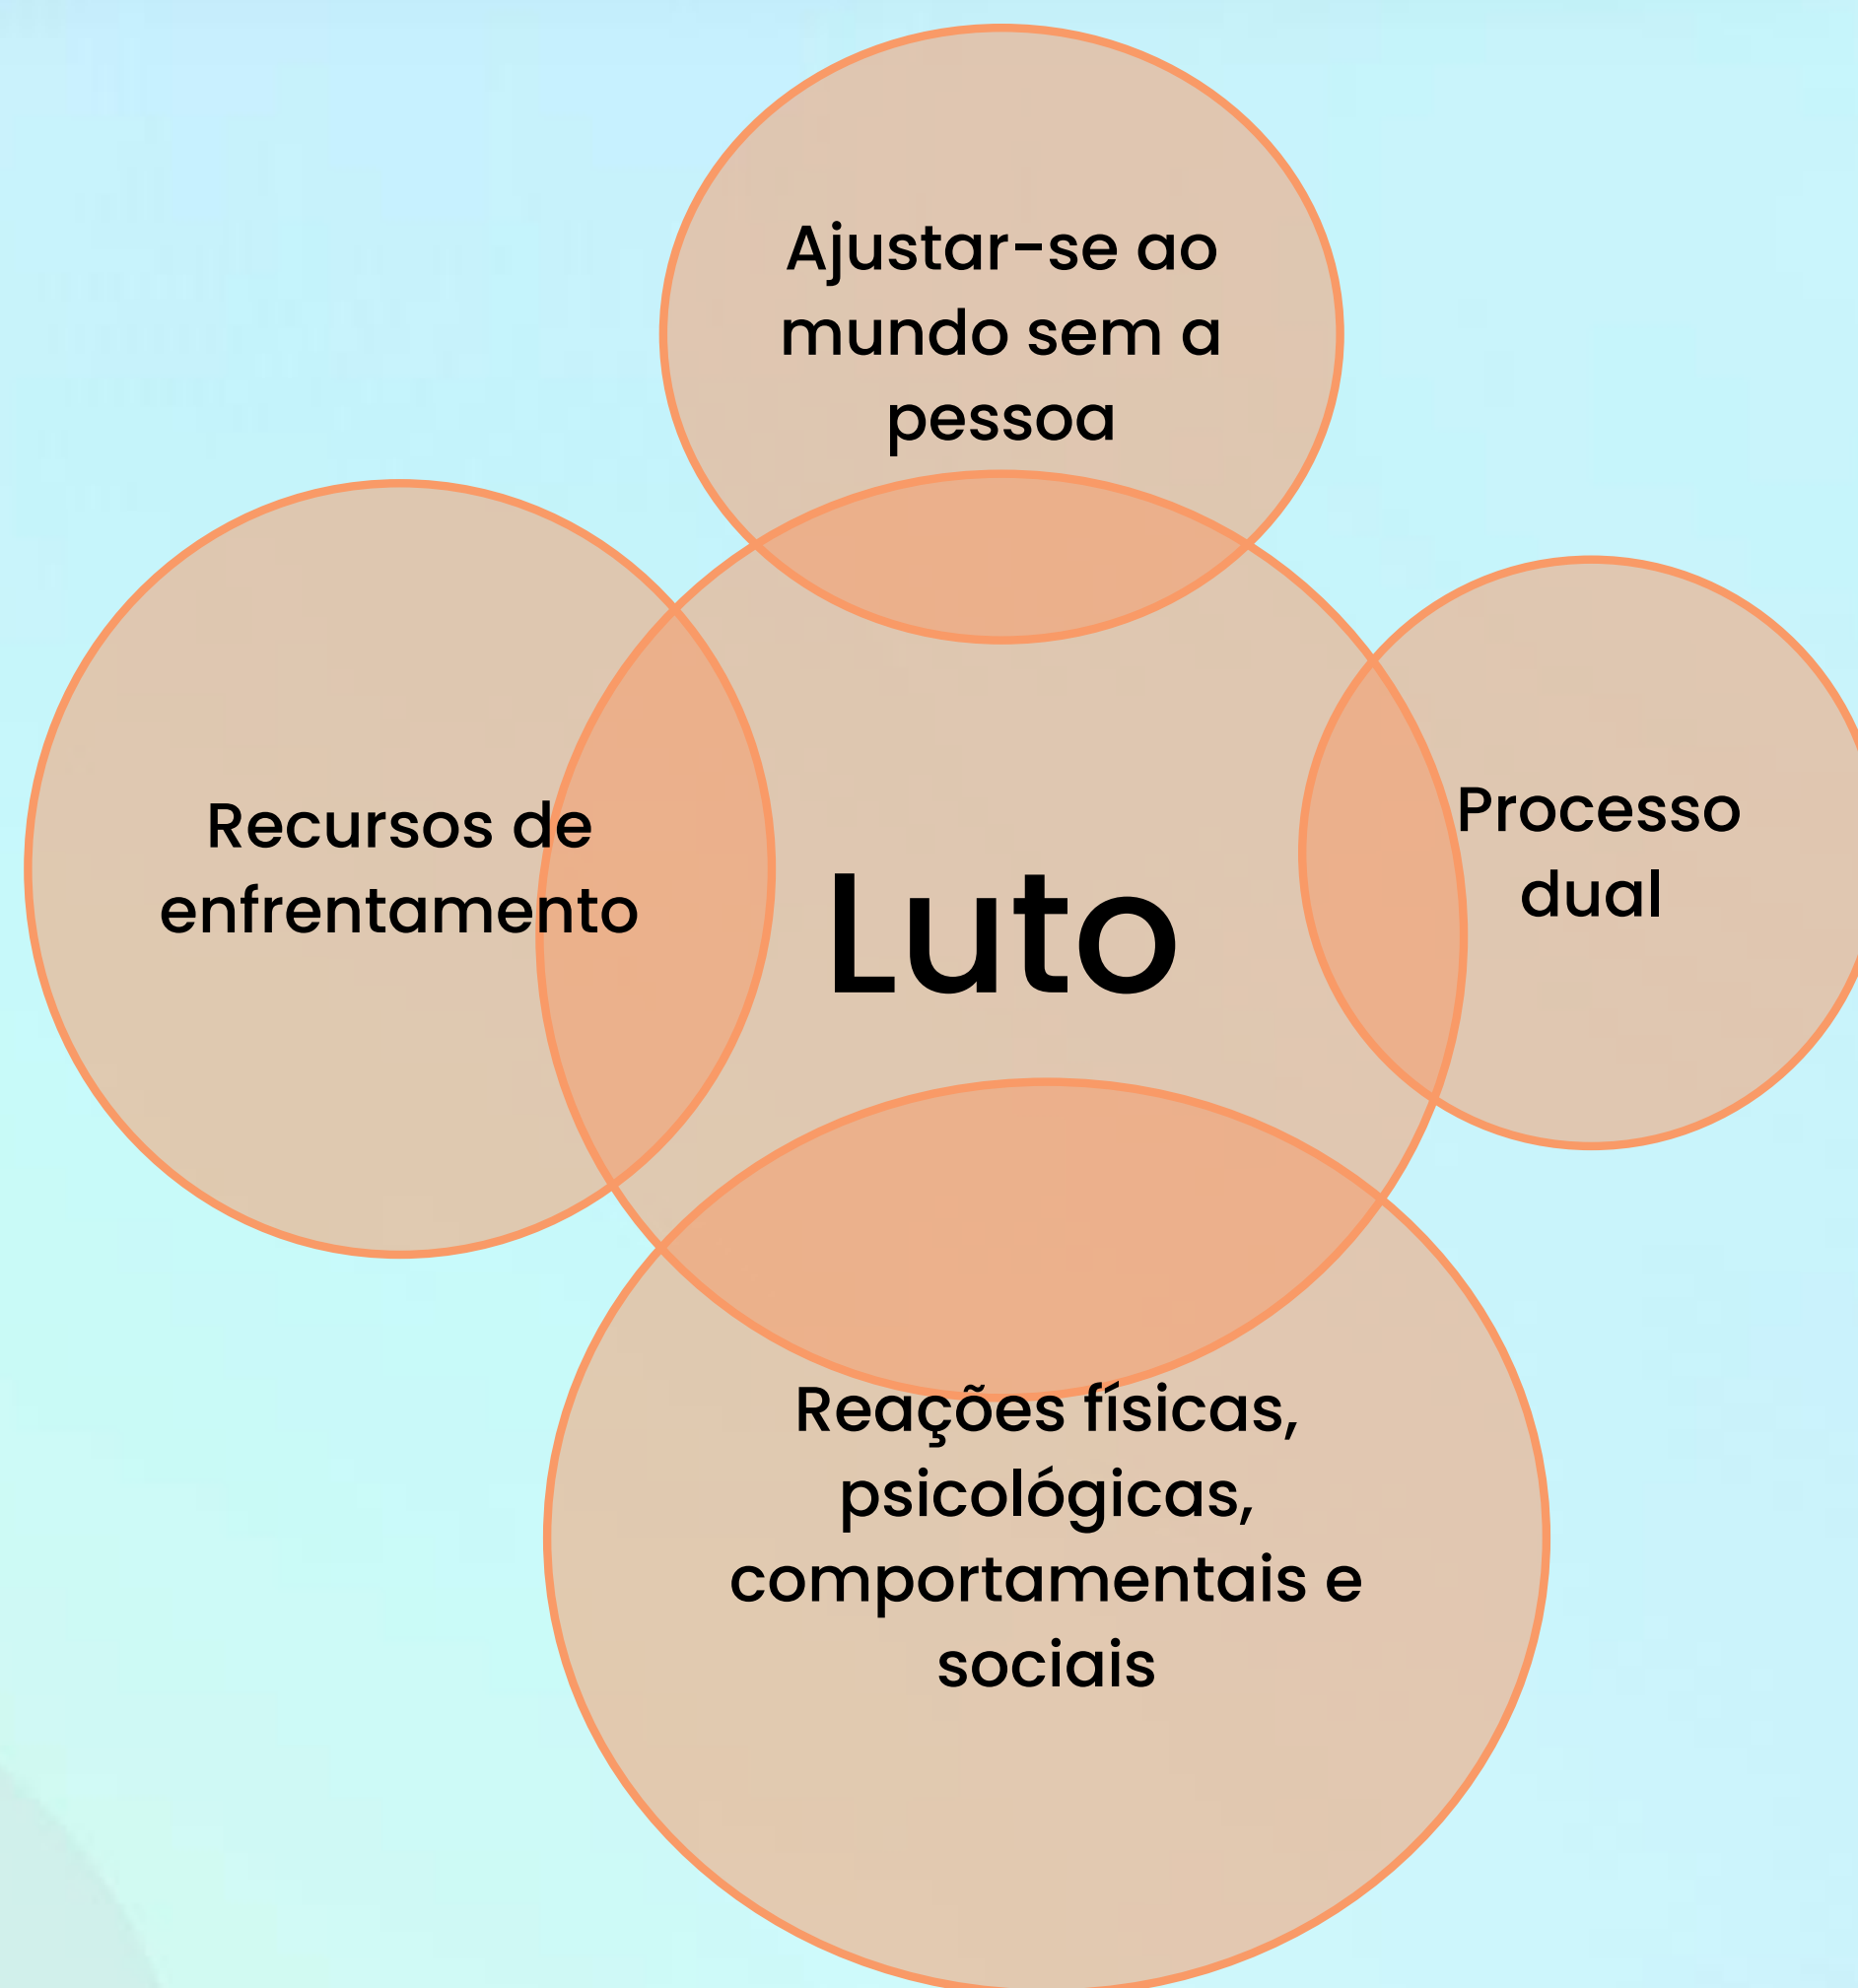 Ajustar-se ao
mundo sem a
pessoa
Recursos de
enfrentamento
Luto
Processo
dual
Reações físicas,
psicológicas,
comportamentais e
sociais